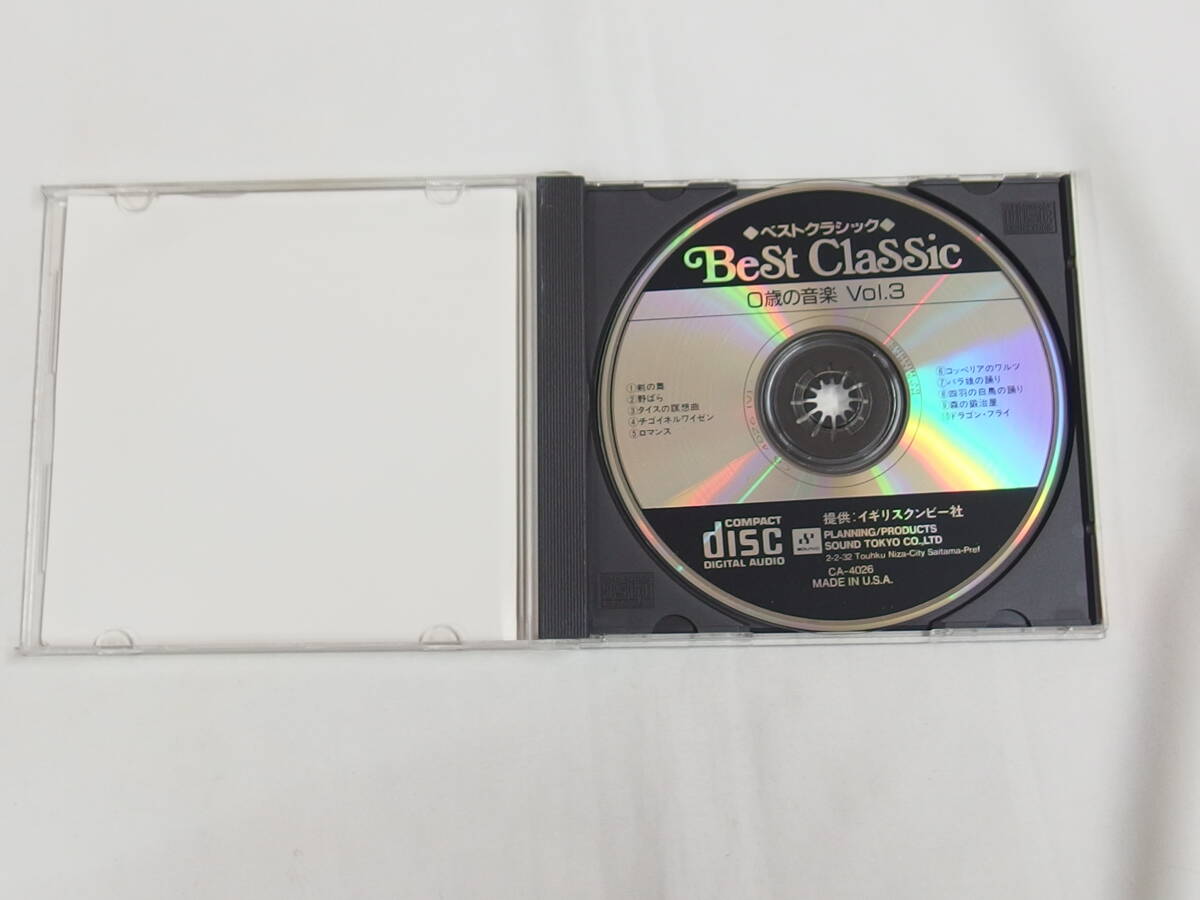 ◆ベストクラシック◆
Best Classic
0歳の音楽 Vol.3
①剣の舞
②野ばら
③タイスの瞑想曲
④チゴイネルワイゼン
⑤ロマンス
⑥コッペリアのワルツ
⑦バラ娘の踊り
⑧四羽の白鳥の踊り
⑨森の鍛冶屋
⑩ドラゴン・フライ
COMPACT
disc
DIGITAL AUDIO
提供:イギリスクンビー社
PLANNING/PRODUCTS
SOUND TOKYO CO.,LTD
2-2-32 Touhku Niza-City Saitama-Pref
CA-4026
MADE IN U.S.A.